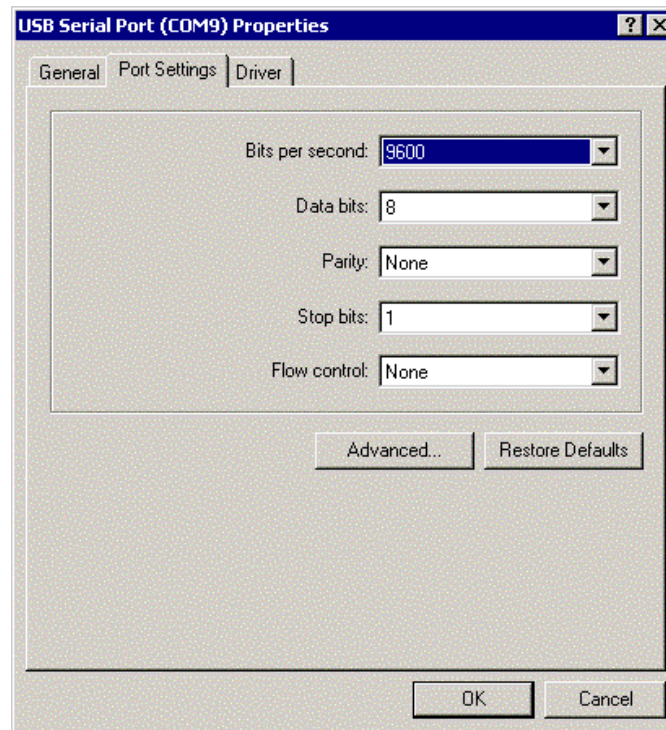 USB Serial Port (COM9) Properties
General Port Settings Driver
Bits per second: 9600
Data bits: 8
Parity: None
Stop bits: 1
Flow control: None
Advanced... Restore Defaults
OK Cancel